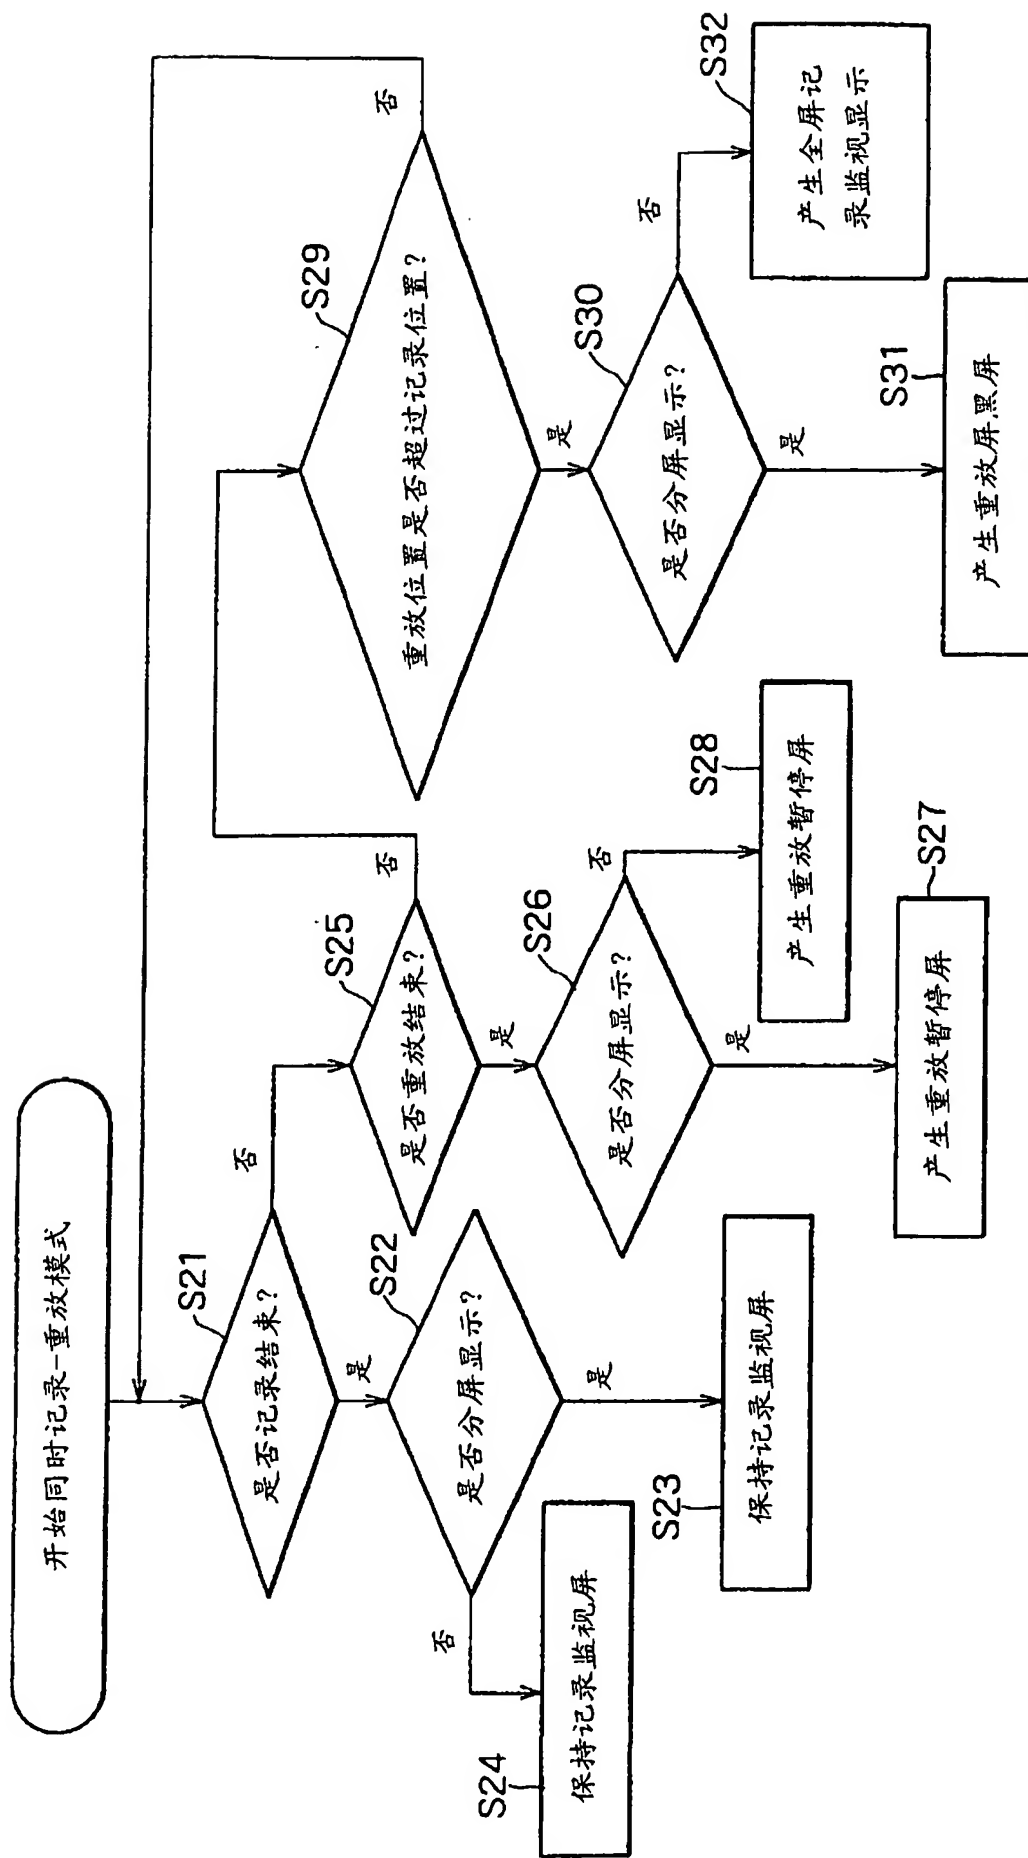 开始同时记录-重放模式
S21
是否记录结束?
否
是
S22
是否分屏显示?
否
是
S24
保持记录监视屏
S23
保持记录监视屏
S25
是否重放结束?
否
是
S26
是否分屏显示?
否
是
S28
产生重放暂停屏
S27
产生重放暂停屏
S29
重放位置是否超过记录位置?
否
是
S30
是否分屏显示?
否
是
S32
产生全屏记
录监视显示
S31
产生重放屏黑屏